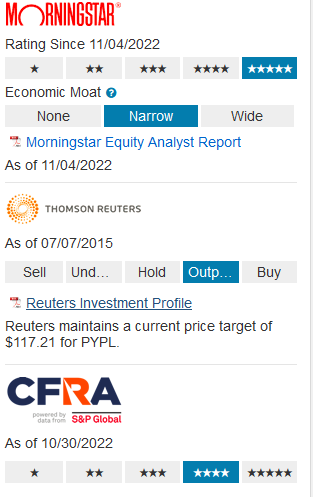 MORNINGSTAR®
Rating Since 11/04/2022
★ ★★ ★★★ ★★★★ ★★★★★
Economic Moat ?
None Narrow Wide
Morningstar Equity Analyst Report
As of 11/04/2022
THOMSON REUTERS
As of 07/07/2015
Sell Und... Hold Outp... Buy
Reuters Investment Profile
Reuters maintains a current price target of
$117.21 for PYPL.
CFRA
powered by
data from S&P Global
As of 10/30/2022
★ ★★ ★★★ ★★★★ ★★★★★